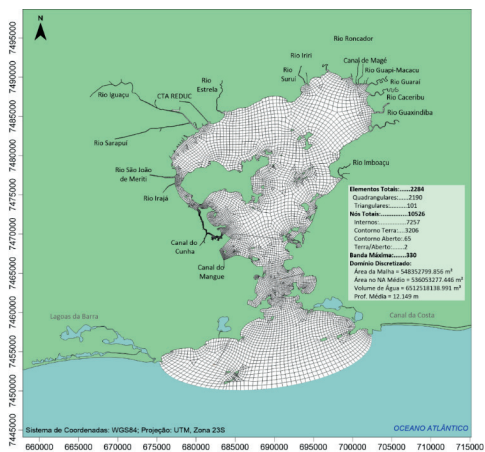 N
7495000
7490000
7485000
7480000
7475000
7470000
7465000
7460000
7455000
7450000
7445000
Rio Roncador
Rio Iriri
Canal de Magé
Rio Suruí
Rio Guapi-Macacu
Rio Guaraí
Rio Caceribu
Rio Guaxindiba
Rio Estrela
CTA REDUC
Rio Iguaçu
Rio Sarapuí
Rio São João
de Meriti
Rio Irajá
Rio Imboaçu
Canal do
Cunha
Canal do
Mangue
Elementos Totais:......2284
Quadrangulares:......2190
Triangulares:..........101
Nós Totais:................10526
Internos:................7257
Contorno Terra:....3206
Contorno Aberto:.65
Terra/Aberto:........2
Banda Máxima:.......330
Domínio Discretizado:
Área da Malha = 548352799.856 m²
Área no NA Médio = 536053277.446 m²
Volume de Água = 6512518138.991 m³
Prof. Média = 12.149 m
Lagoas da Barra
Canal da Costa
Sistema de Coordenadas: WGS84; Projeção: UTM, Zona 23S
OCEANO ATLÂNTICO
660000 665000 670000 675000 680000 685000 690000 695000 700000 705000 710000 715000